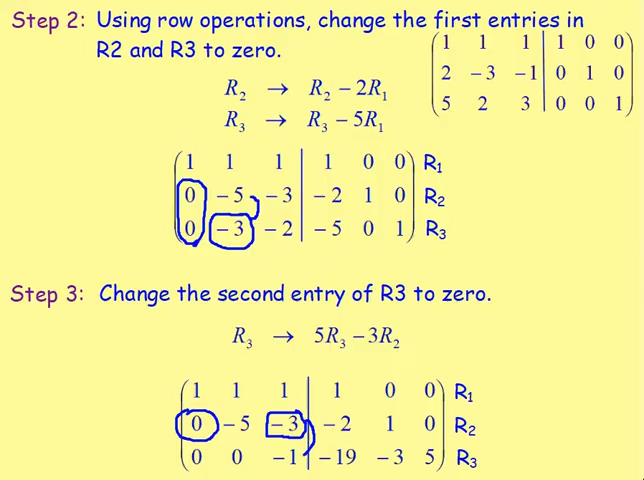 Step 2: Using row operations, change the first entries in
R2 and R3 to zero.
1 1 1 1 0 0
2 −3 −1 0 1 0
5 2 3 0 0 1
R₂ → R₂ − 2R₁
R₃ → R₃ − 5R₁
1 1 1 1 0 0 R₁
0 −5 −3 −2 1 0 R₂
0 −3 −2 −5 0 1 R₃
Step 3: Change the second entry of R3 to zero.
R₃ → 5R₃ − 3R₂
1 1 1 1 0 0 R₁
0 −5 −3 −2 1 0 R₂
0 0 −1 −19 −3 5 R₃